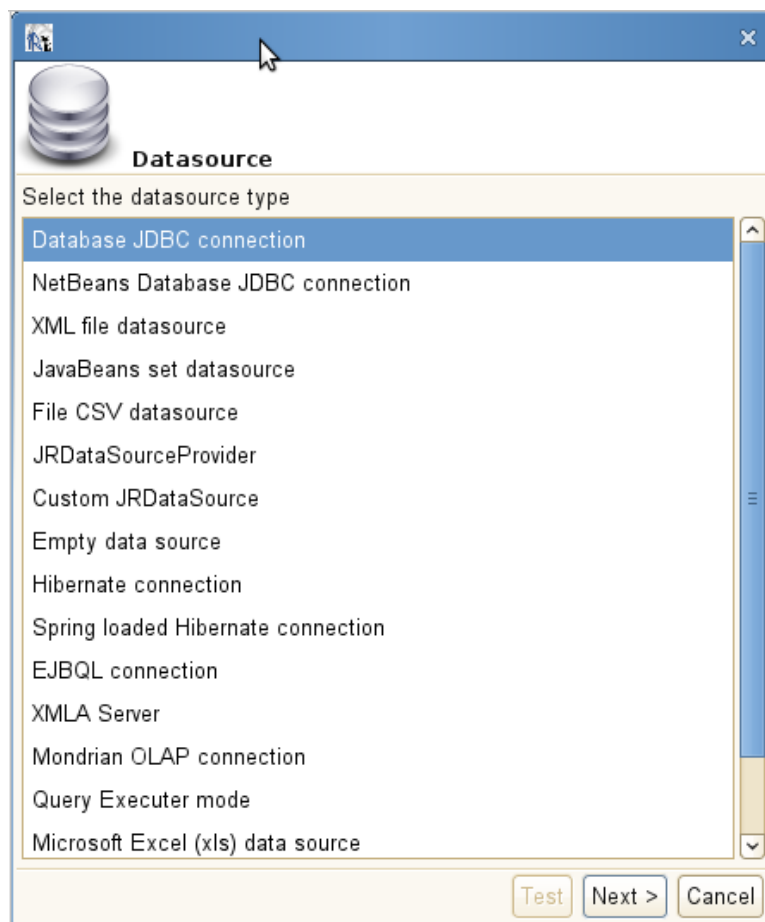 Datasource
Select the datasource type
Database JDBC connection
NetBeans Database JDBC connection
XML file datasource
JavaBeans set datasource
File CSV datasource
JRDataSourceProvider
Custom JRDataSource
Empty data source
Hibernate connection
Spring loaded Hibernate connection
EJBQL connection
XMLA Server
Mondrian OLAP connection
Query Executer mode
Microsoft Excel (xls) data source
Test Next > Cancel